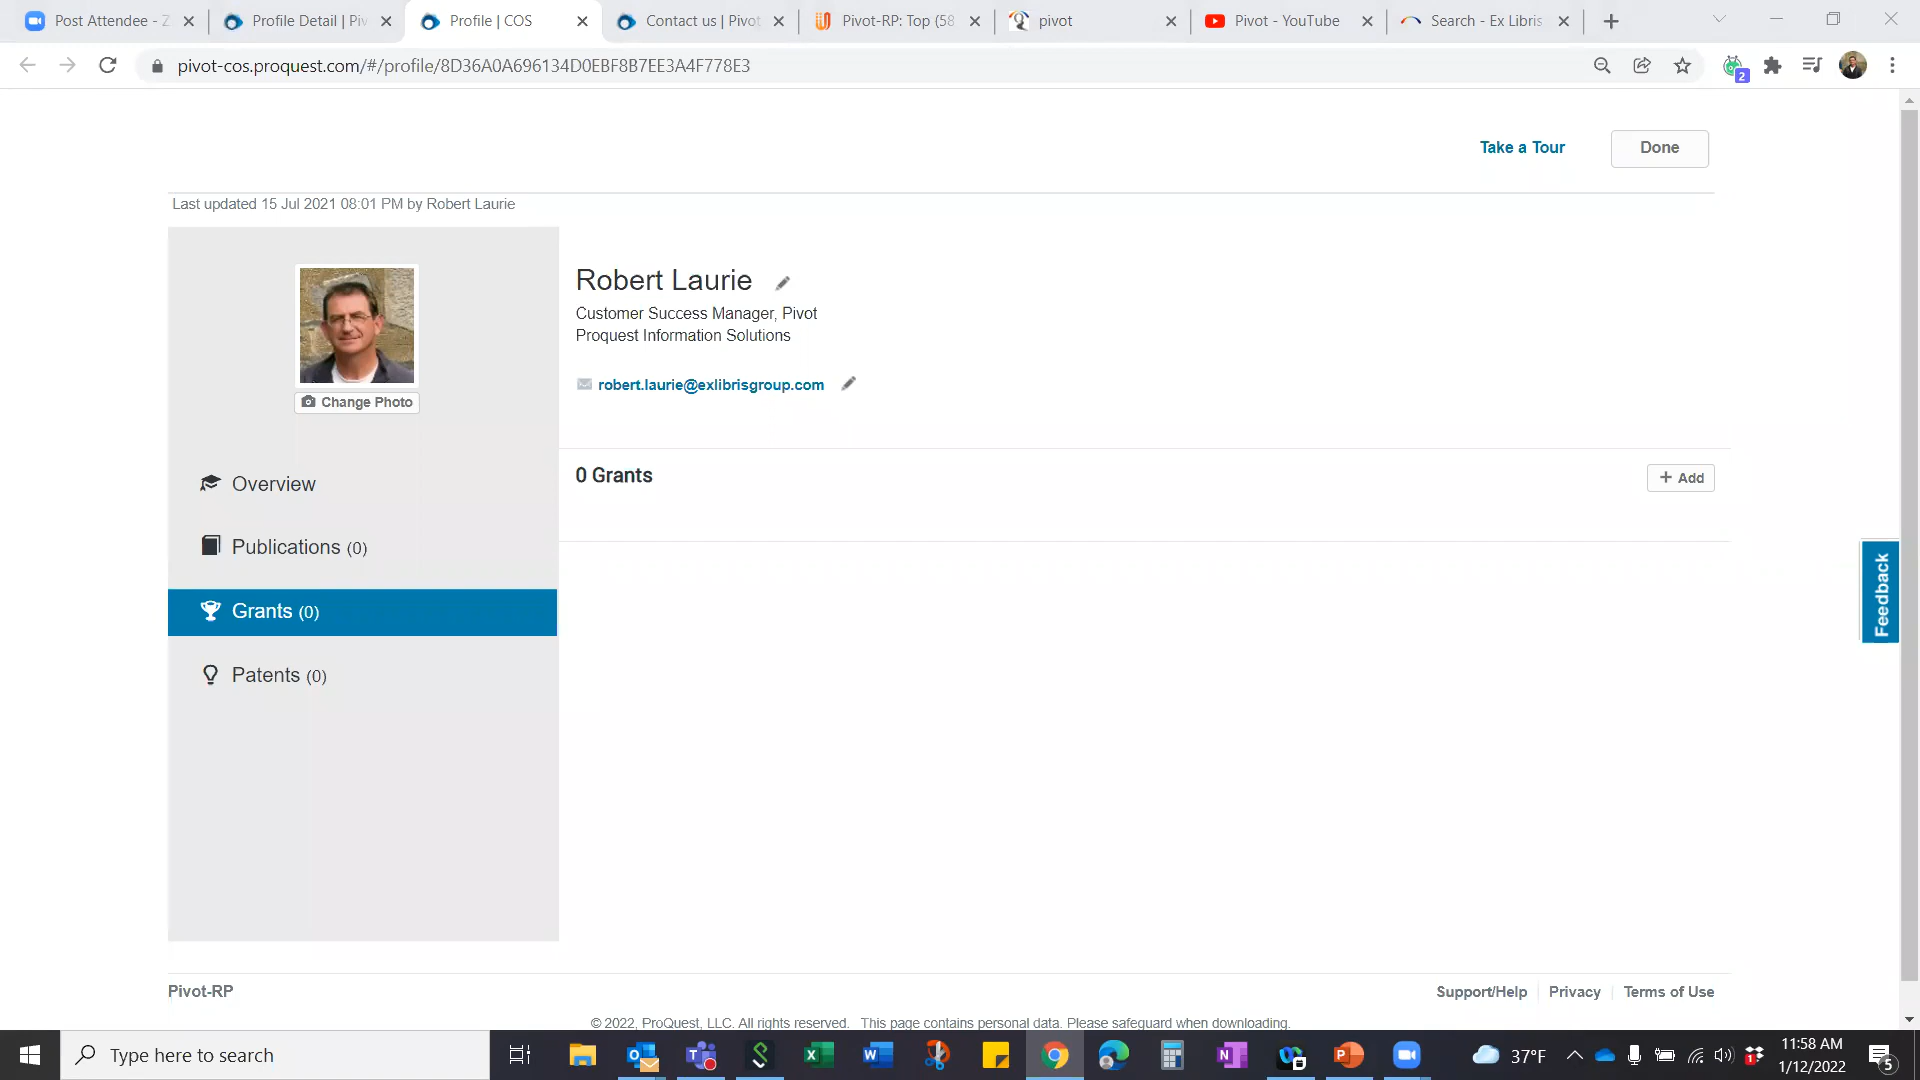 Post Attendee - Z
Profile Detail | Piv
Profile | COS
Contact us | Pivot
Pivot-RP: Top (58
pivot
Pivot - YouTube
Search - Ex Libris
pivot-cos.proquest.com/#/profile/8D36A0A696134D0EBF8B7EE3A4F778E3
2
Take a Tour
Done
Last updated 15 Jul 2021 08:01 PM by Robert Laurie
Robert Laurie
Customer Success Manager, Pivot
Proquest Information Solutions
robert.laurie@exlibrisgroup.com
Change Photo
Overview
Publications (0)
Grants (0)
Patents (0)
0 Grants
+ Add
Feedback
Pivot-RP
Support/Help
Privacy
Terms of Use
© 2022, ProQuest, LLC. All rights reserved. This page contains personal data. Please safeguard when downloading.
Type here to search
37°F
11:58 AM
1/12/2022
5